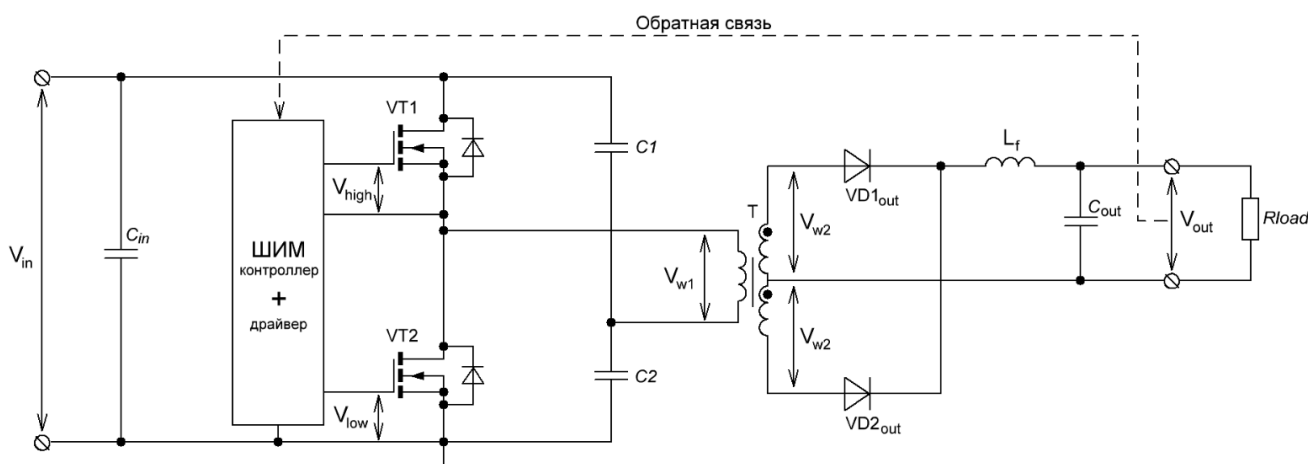 Обратная связь
VT1
C1
Vhigh
Cin
Vin
ШИМ
контроллер
+
драйвер
VT2
Vlow
C2
Vw1
T
Vw2
Vw2
VD1out
VD2out
Lf
Cout
Vout
Rload